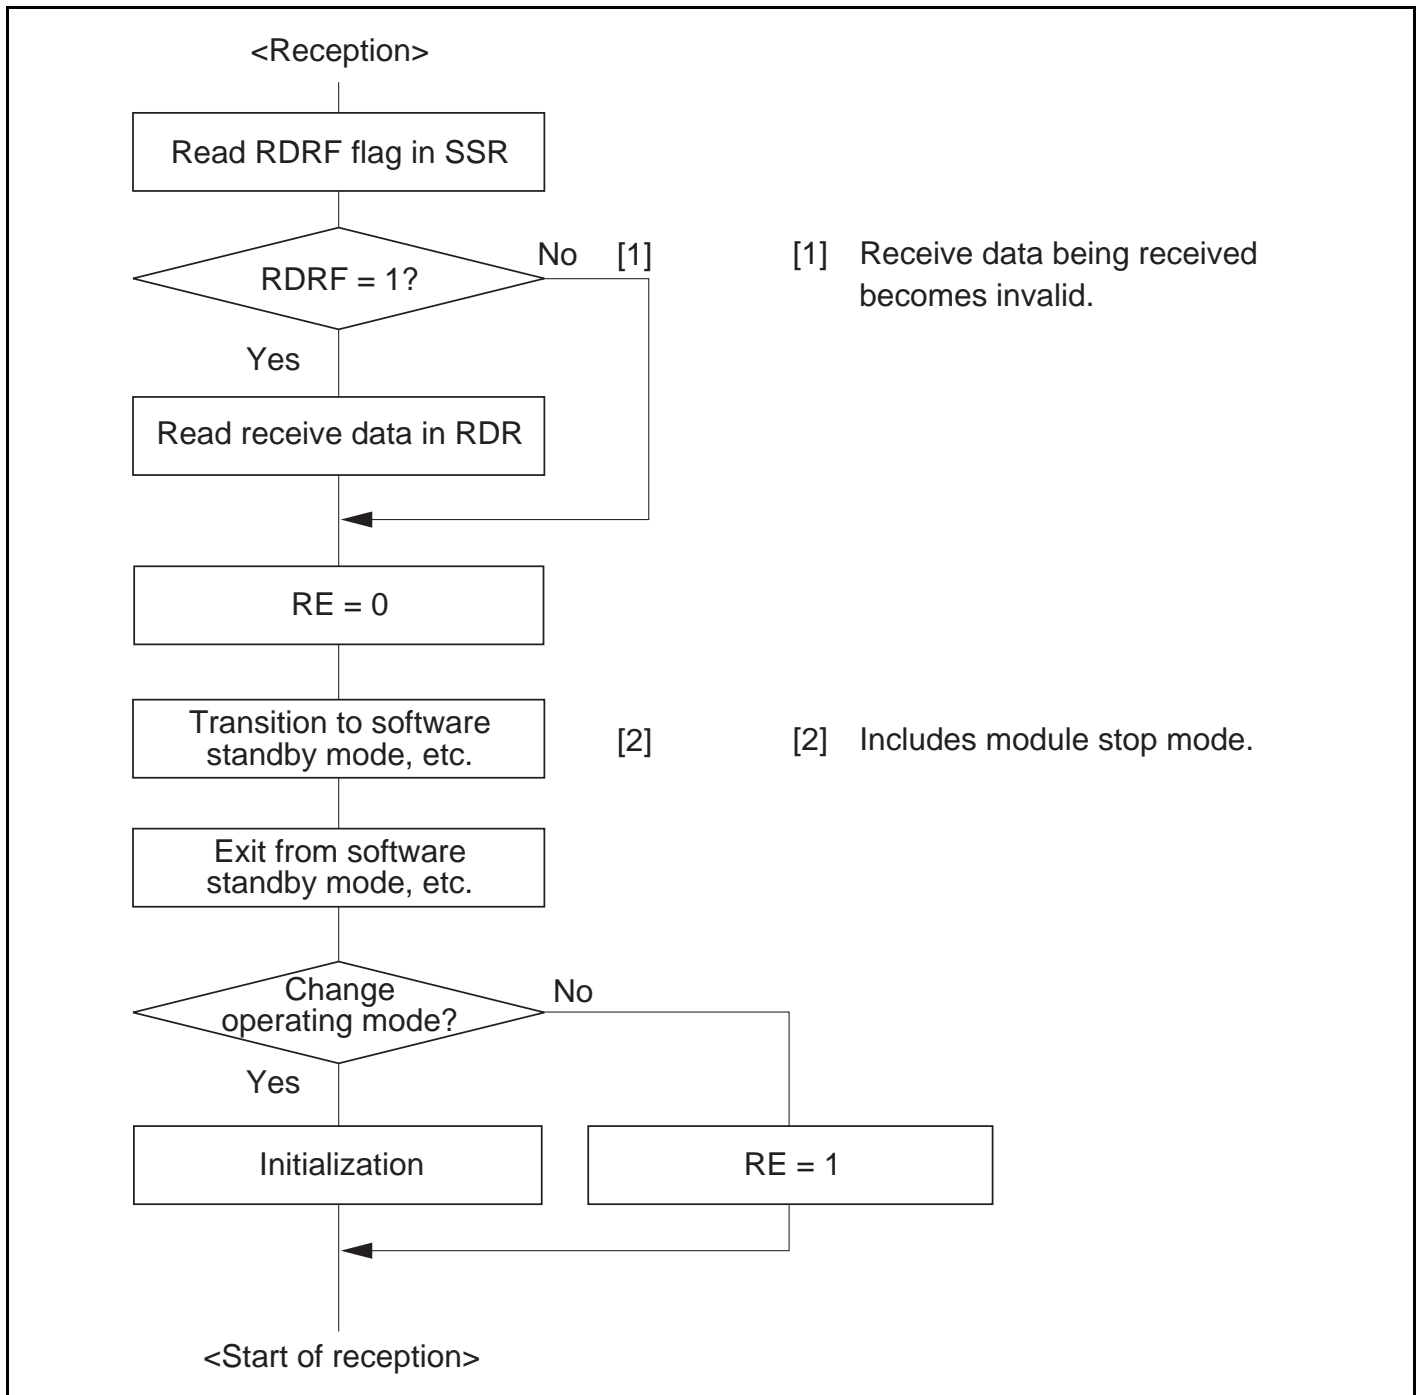 <Reception>
Read RDRF flag in SSR
RDRF = 1?
No [1]
[1] Receive data being received
becomes invalid.
Yes
Read receive data in RDR
RE = 0
Transition to software
standby mode, etc.
[2]
[2] Includes module stop mode.
Exit from software
standby mode, etc.
Change
operating mode?
No
Yes
Initialization
RE = 1
<Start of reception>